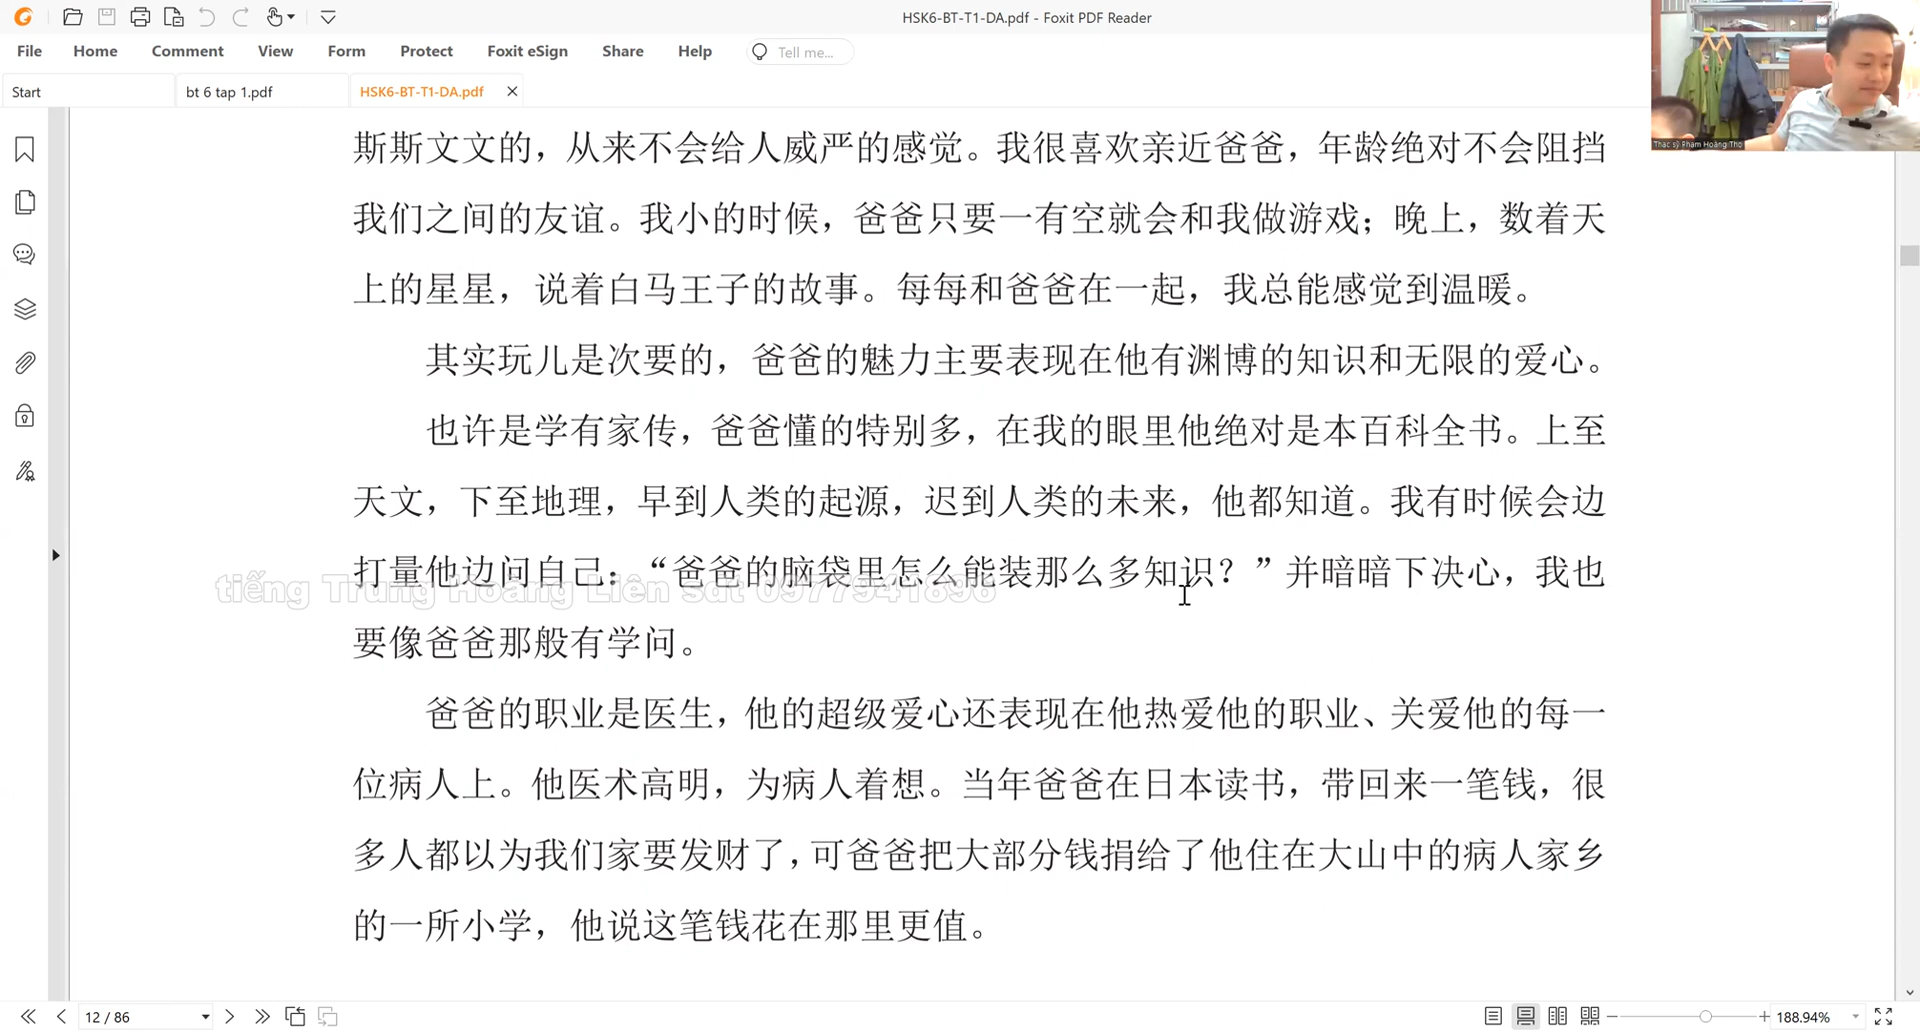 HSK6-BT-T1-DA.pdf - Foxit PDF Reader
File Home Comment View Form Protect Foxit eSign Share Help Tell me...
Start bt 6 tap 1.pdf HSK6-BT-T1-DA.pdf
Thạc sỹ Phạm Hoàng Thọ
斯斯文文的，从来不会给人威严的感觉。我很喜欢亲近爸爸，年龄绝对不会阻挡
我们之间的友谊。我小的时候，爸爸只要一有空就会和我做游戏；晚上，数着天
上的星星，说着白马王子的故事。每每和爸爸在一起，我总能感觉到温暖。
其实玩儿是次要的，爸爸的魅力主要表现在他有渊博的知识和无限的爱心。
也许是学有家传，爸爸懂的特别多，在我的眼里他绝对是本百科全书。上至
天文，下至地理，早到人类的起源，迟到人类的未来，他都知道。我有时候会边
打量他边问自己：“爸爸的脑袋里怎么能装那么多知识？”并暗暗下决心，我也
tiếng Trung Hoàng Liên sdt 0977941896
要像爸爸那般有学问。
爸爸的职业是医生，他的超级爱心还表现在他热爱他的职业、关爱他的每一
位病人上。他医术高明，为病人着想。当年爸爸在日本读书，带回来一笔钱，很
多人都以为我们家要发财了，可爸爸把大部分钱捐给了他住在大山中的病人家乡
的一所小学，他说这笔钱花在那里更值。
12 / 86 188.94%